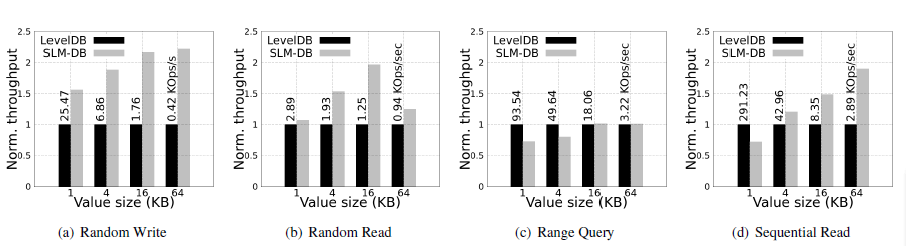 2.5
2
1.5
1
0.5
0
Norm. throughput
LevelDB
SLM-DB
25.47
6.86
1.76
0.42 KOps/s
1 4 16 64
Value size (KB)
(a) Random Write
2.5
2
1.5
1
0.5
0
Norm. throughput
LevelDB
SLM-DB
2.89
1.93
1.25
0.94 KOps/sec
1 4 16 64
Value size (KB)
(b) Random Read
2.5
2
1.5
1
0.5
0
Norm. throughput
LevelDB
SLM-DB
93.54
49.64
18.06
3.22 KOps/sec
1 4 16 64
Value size (KB)
(c) Range Query
2.5
2
1.5
1
0.5
0
Norm. throughput
LevelDB
SLM-DB
291.23
42.96
8.35
2.89 KOps/sec
1 4 16 64
Value size (KB)
(d) Sequential Read